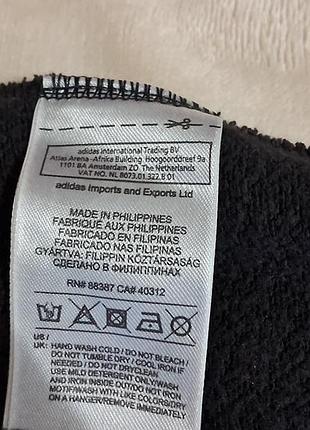 adidas International Trading BV
Atlas Arena -Afrika Building Hoogoorddreef 9a
1101 BA Amsterdam ZO The Netherlands
VAT NO. NL 8073.01.322.B.01
adidas Imports and Exports Ltd
MADE IN PHILIPPINES
FABRIQUÉ AUX PHILIPPINES
FABRICADO EN FILIPINAS
FABRICADO NAS FILIPINAS
GYÁRTVA: FILIPPIN KÖZTÁRSASÁG
СДЕЛАНО В ФИЛИППИНАХ
RN# 88387 CA# 40312
US /
UK: HAND WASH COLD / DO NOT BLEACH /
DO NOT TUMBLE DRY / COOL IRON IF
NEEDED / DO NOT DRYCLEAN
USE MILD DETERGENT ONLY/WASH
AND IRON INSIDE OUT/DO NOT IRON
MOTIF/WASH WITH LIKE COLORS/DRY
ON A HANGER/REMOVE IMMEDIATELY